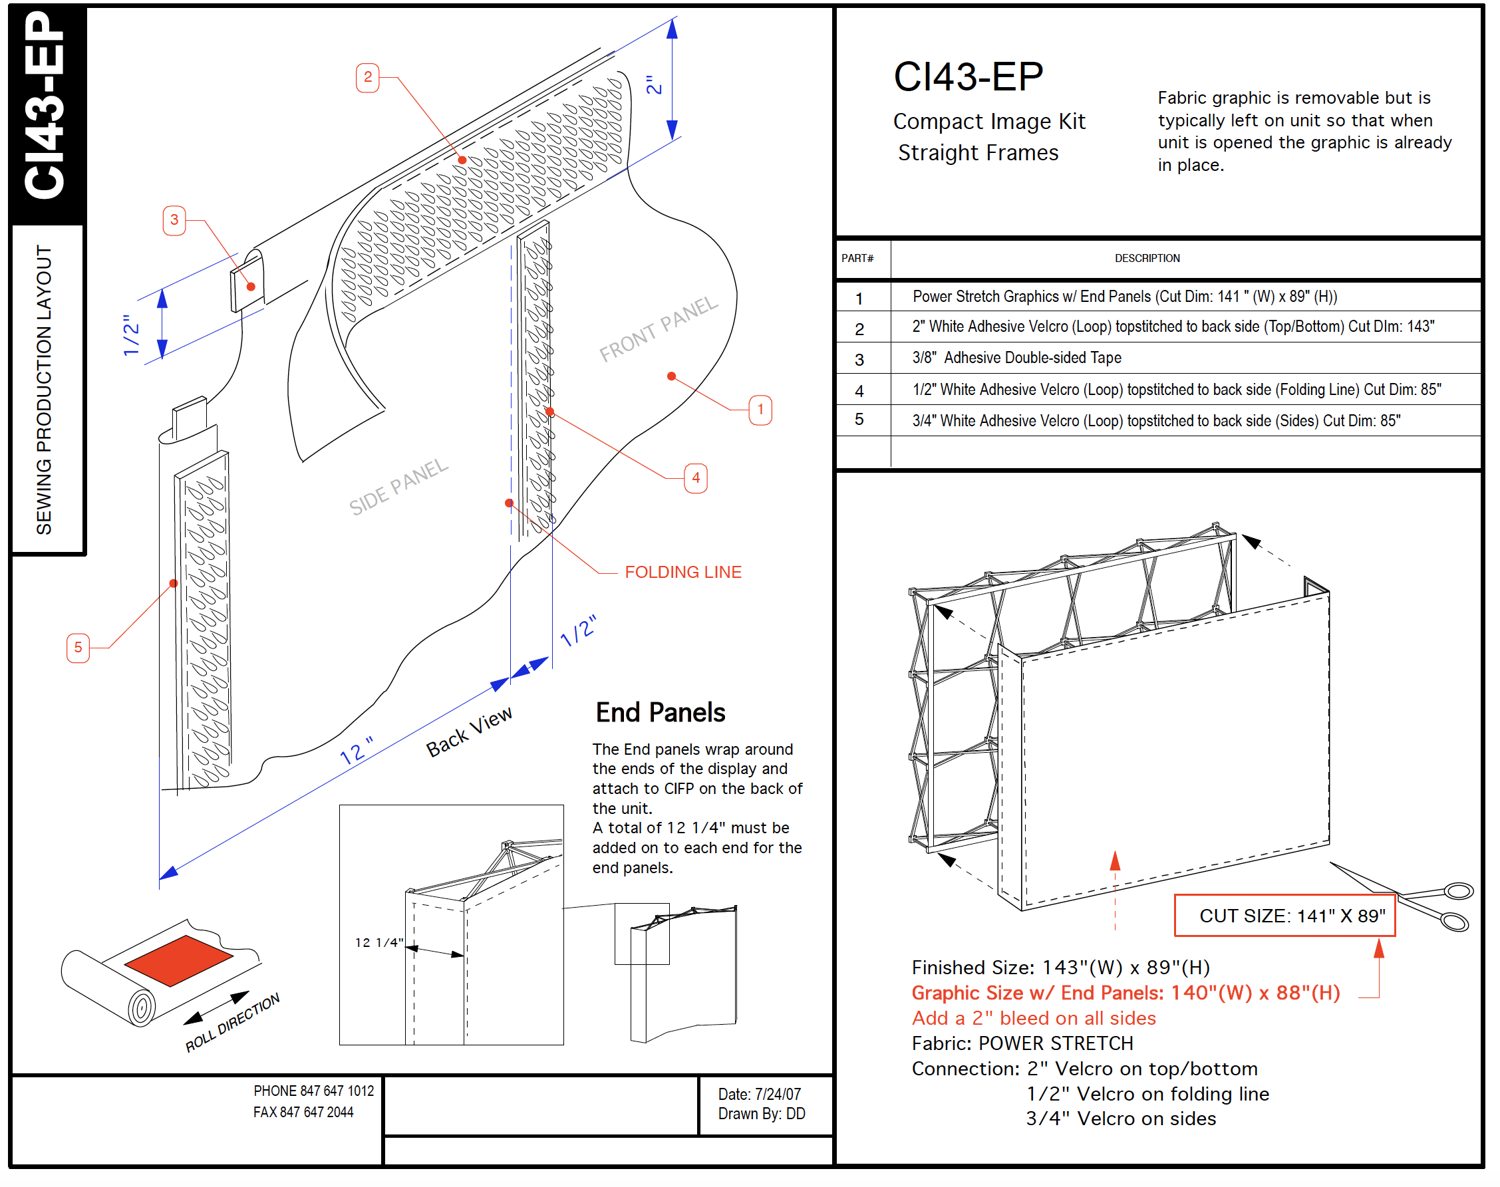 CI43-EP
SEWING PRODUCTION LAYOUT
2
2"
3
1/2"
FRONT PANEL
1
SIDE PANEL
4
FOLDING LINE
5
1/2"
12 "
Back View
End Panels
The End panels wrap around
the ends of the display and
attach to CIFP on the back of
the unit.
A total of 12 1/4" must be
added on to each end for the
end panels.
12 1/4"
ROLL DIRECTION
PHONE 847 647 1012
FAX 847 647 2044
Date: 7/24/07
Drawn By: DD
CI43-EP
Compact Image Kit
Straight Frames
Fabric graphic is removable but is
typically left on unit so that when
unit is opened the graphic is already
in place.
PART# DESCRIPTION
1 Power Stretch Graphics w/ End Panels (Cut Dim: 141 " (W) x 89" (H))
2 2" White Adhesive Velcro (Loop) topstitched to back side (Top/Bottom) Cut DIm: 143"
3 3/8" Adhesive Double-sided Tape
4 1/2" White Adhesive Velcro (Loop) topstitched to back side (Folding Line) Cut Dim: 85"
5 3/4" White Adhesive Velcro (Loop) topstitched to back side (Sides) Cut Dim: 85"
CUT SIZE: 141" X 89"
Finished Size: 143"(W) x 89"(H)
Graphic Size w/ End Panels: 140"(W) x 88"(H)
Add a 2" bleed on all sides
Fabric: POWER STRETCH
Connection: 2" Velcro on top/bottom
1/2" Velcro on folding line
3/4" Velcro on sides